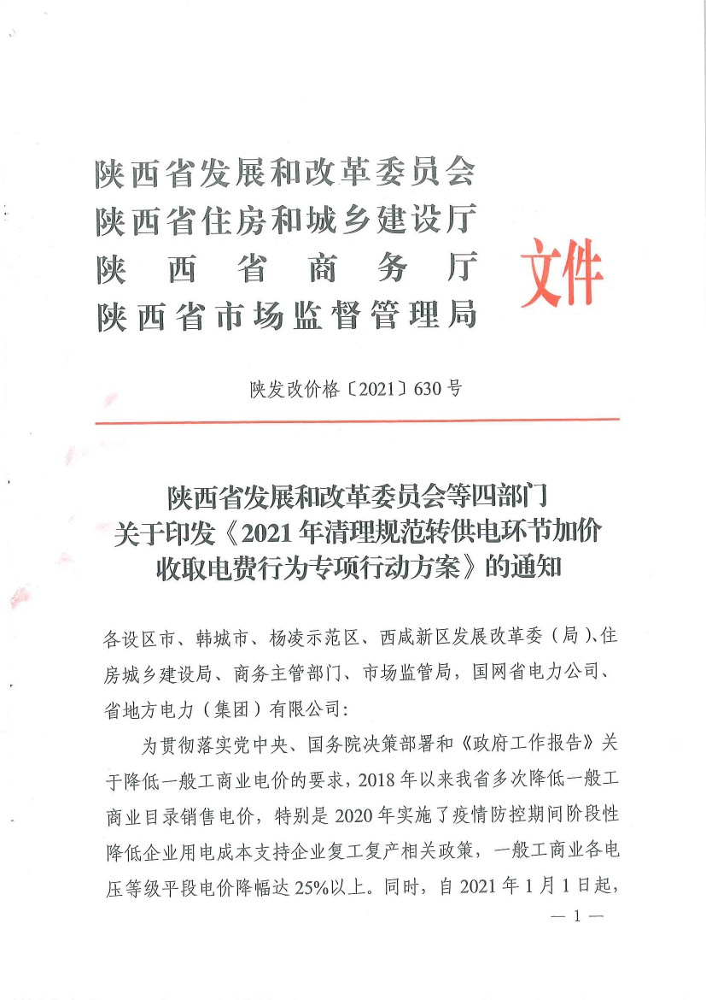 陕西省发展和改革委员会
陕西省住房和城乡建设厅
陕西省商务厅
陕西省市场监督管理局
文件
陕发改价格〔2021〕630号
陕西省发展和改革委员会等四部门
关于印发《2021年清理规范转供电环节加价
收取电费行为专项行动方案》的通知
各设区市、韩城市、杨凌示范区、西咸新区发展改革委（局）、住
房城乡建设局、商务主管部门、市场监管局，国网省电力公司、
省地方电力（集团）有限公司：
为贯彻落实党中央、国务院决策部署和《政府工作报告》关
于降低一般工商业电价的要求，2018年以来我省多次降低一般工
商业目录销售电价，特别是2020年实施了疫情防控期间阶段性
降低企业用电成本支持企业复工复产相关政策，一般工商业各电
压等级平段电价降幅达25%以上。同时，自2021年1月1日起，
— 1 —